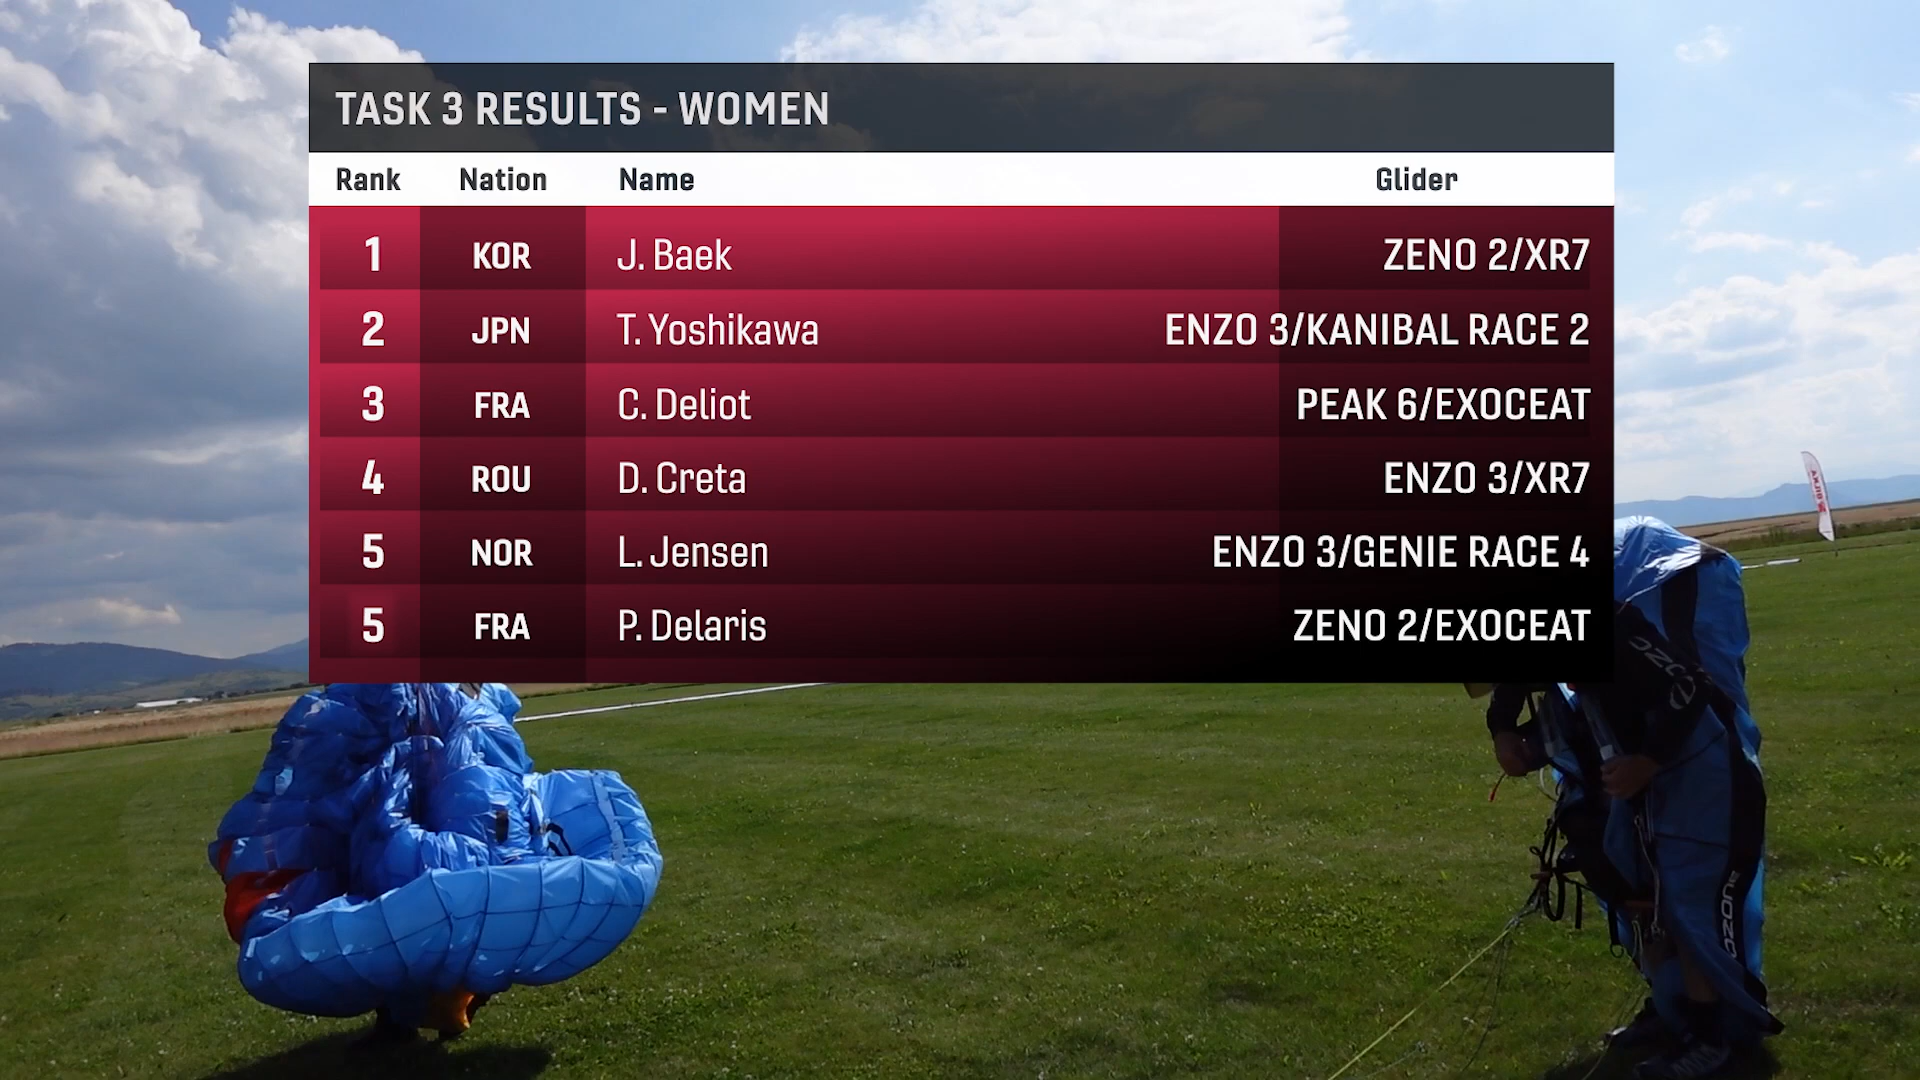 TASK 3 RESULTS - WOMEN
Rank Nation Name Glider
1 KOR J. Baek ZENO 2/XR7
2 JPN T. Yoshikawa ENZO 3/KANIBAL RACE 2
3 FRA C. Deliot PEAK 6/EXOCEAT
4 ROU D. Creta ENZO 3/XR7
5 NOR L. Jensen ENZO 3/GENIE RACE 4
5 FRA P. Delaris ZENO 2/EXOCEAT
OZONE
OZONE